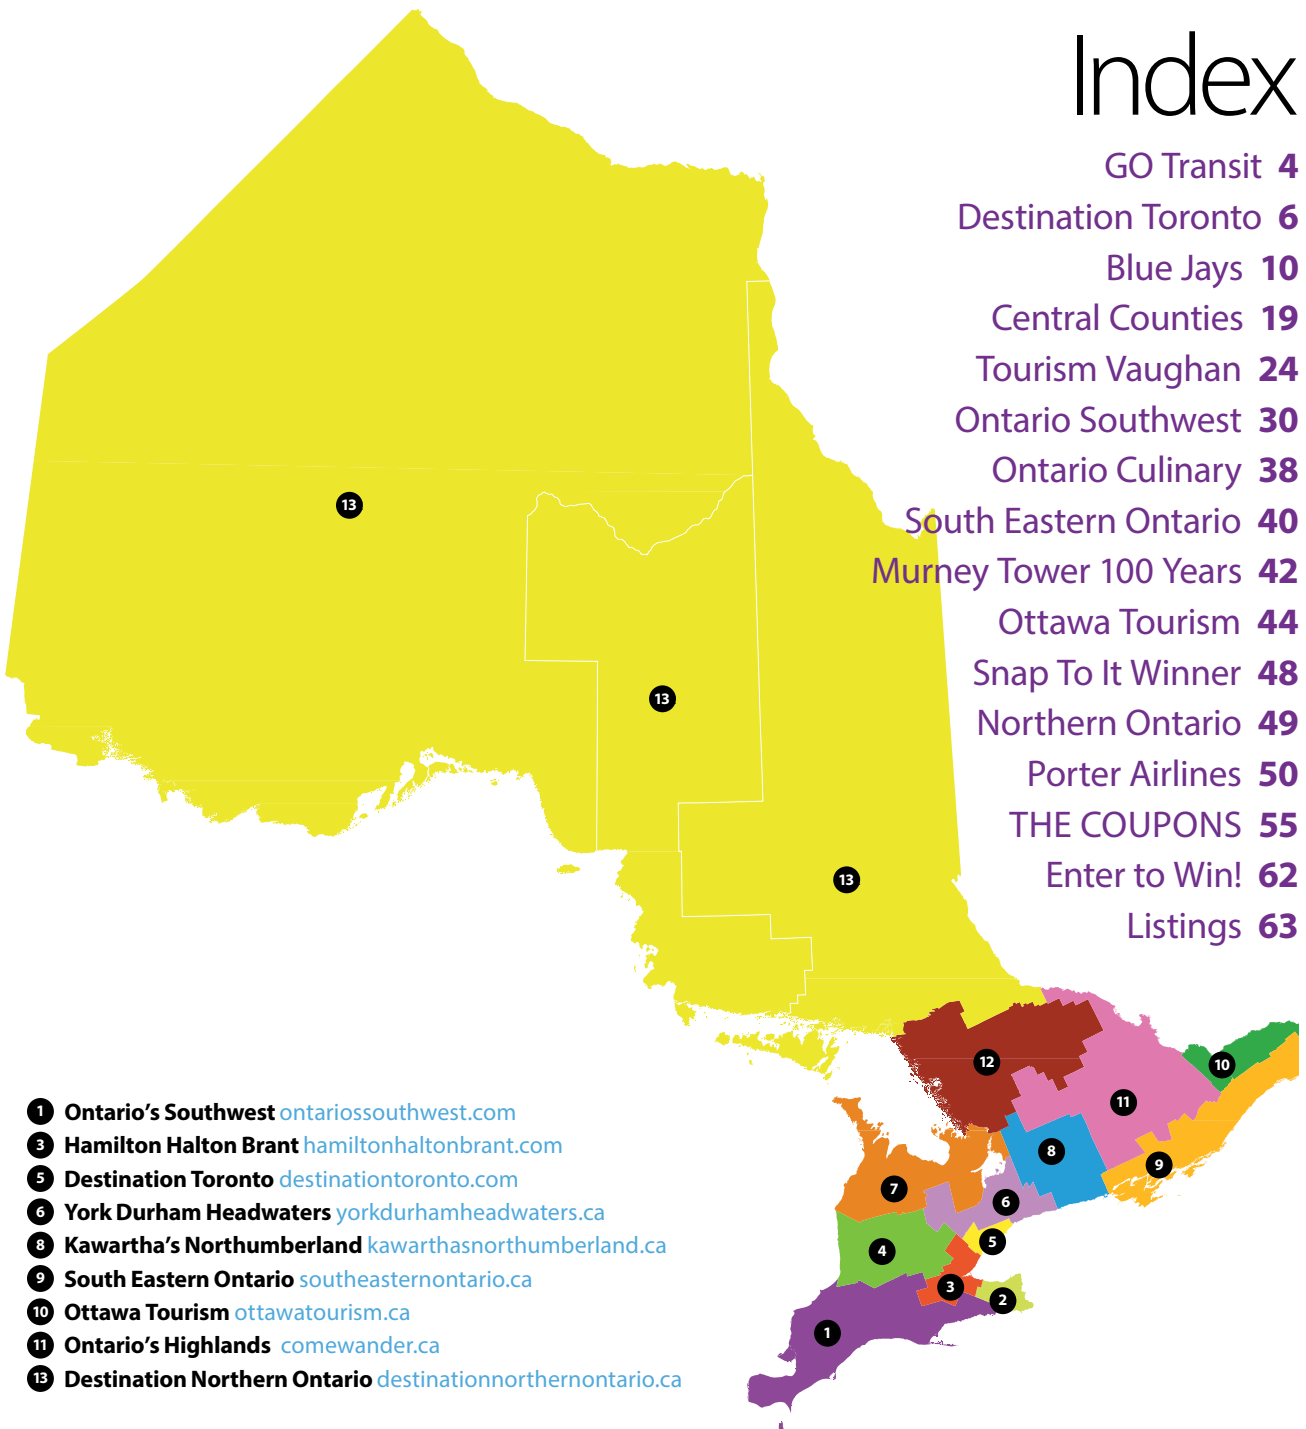 Index
GO Transit 4
Destination Toronto 6
Blue Jays 10
Central Counties 19
Tourism Vaughan 24
Ontario Southwest 30
Ontario Culinary 38
South Eastern Ontario 40
Murney Tower 100 Years 42
Ottawa Tourism 44
Snap To It Winner 48
Northern Ontario 49
Porter Airlines 50
THE COUPONS 55
Enter to Win! 62
Listings 63
13
13
13
12
10
11
8
9
7
6
5
4
3
2
1
1 Ontario's Southwest ontariossouthwest.com
3 Hamilton Halton Brant hamiltonhaltonbrant.com
5 Destination Toronto destinationtoronto.com
6 York Durham Headwaters yorkdurhamheadwaters.ca
8 Kawartha's Northumberland kawarthasnorthumberland.ca
9 South Eastern Ontario southeasternontario.ca
10 Ottawa Tourism ottawatourism.ca
11 Ontario's Highlands comewander.ca
13 Destination Northern Ontario destinationnorthernontario.ca